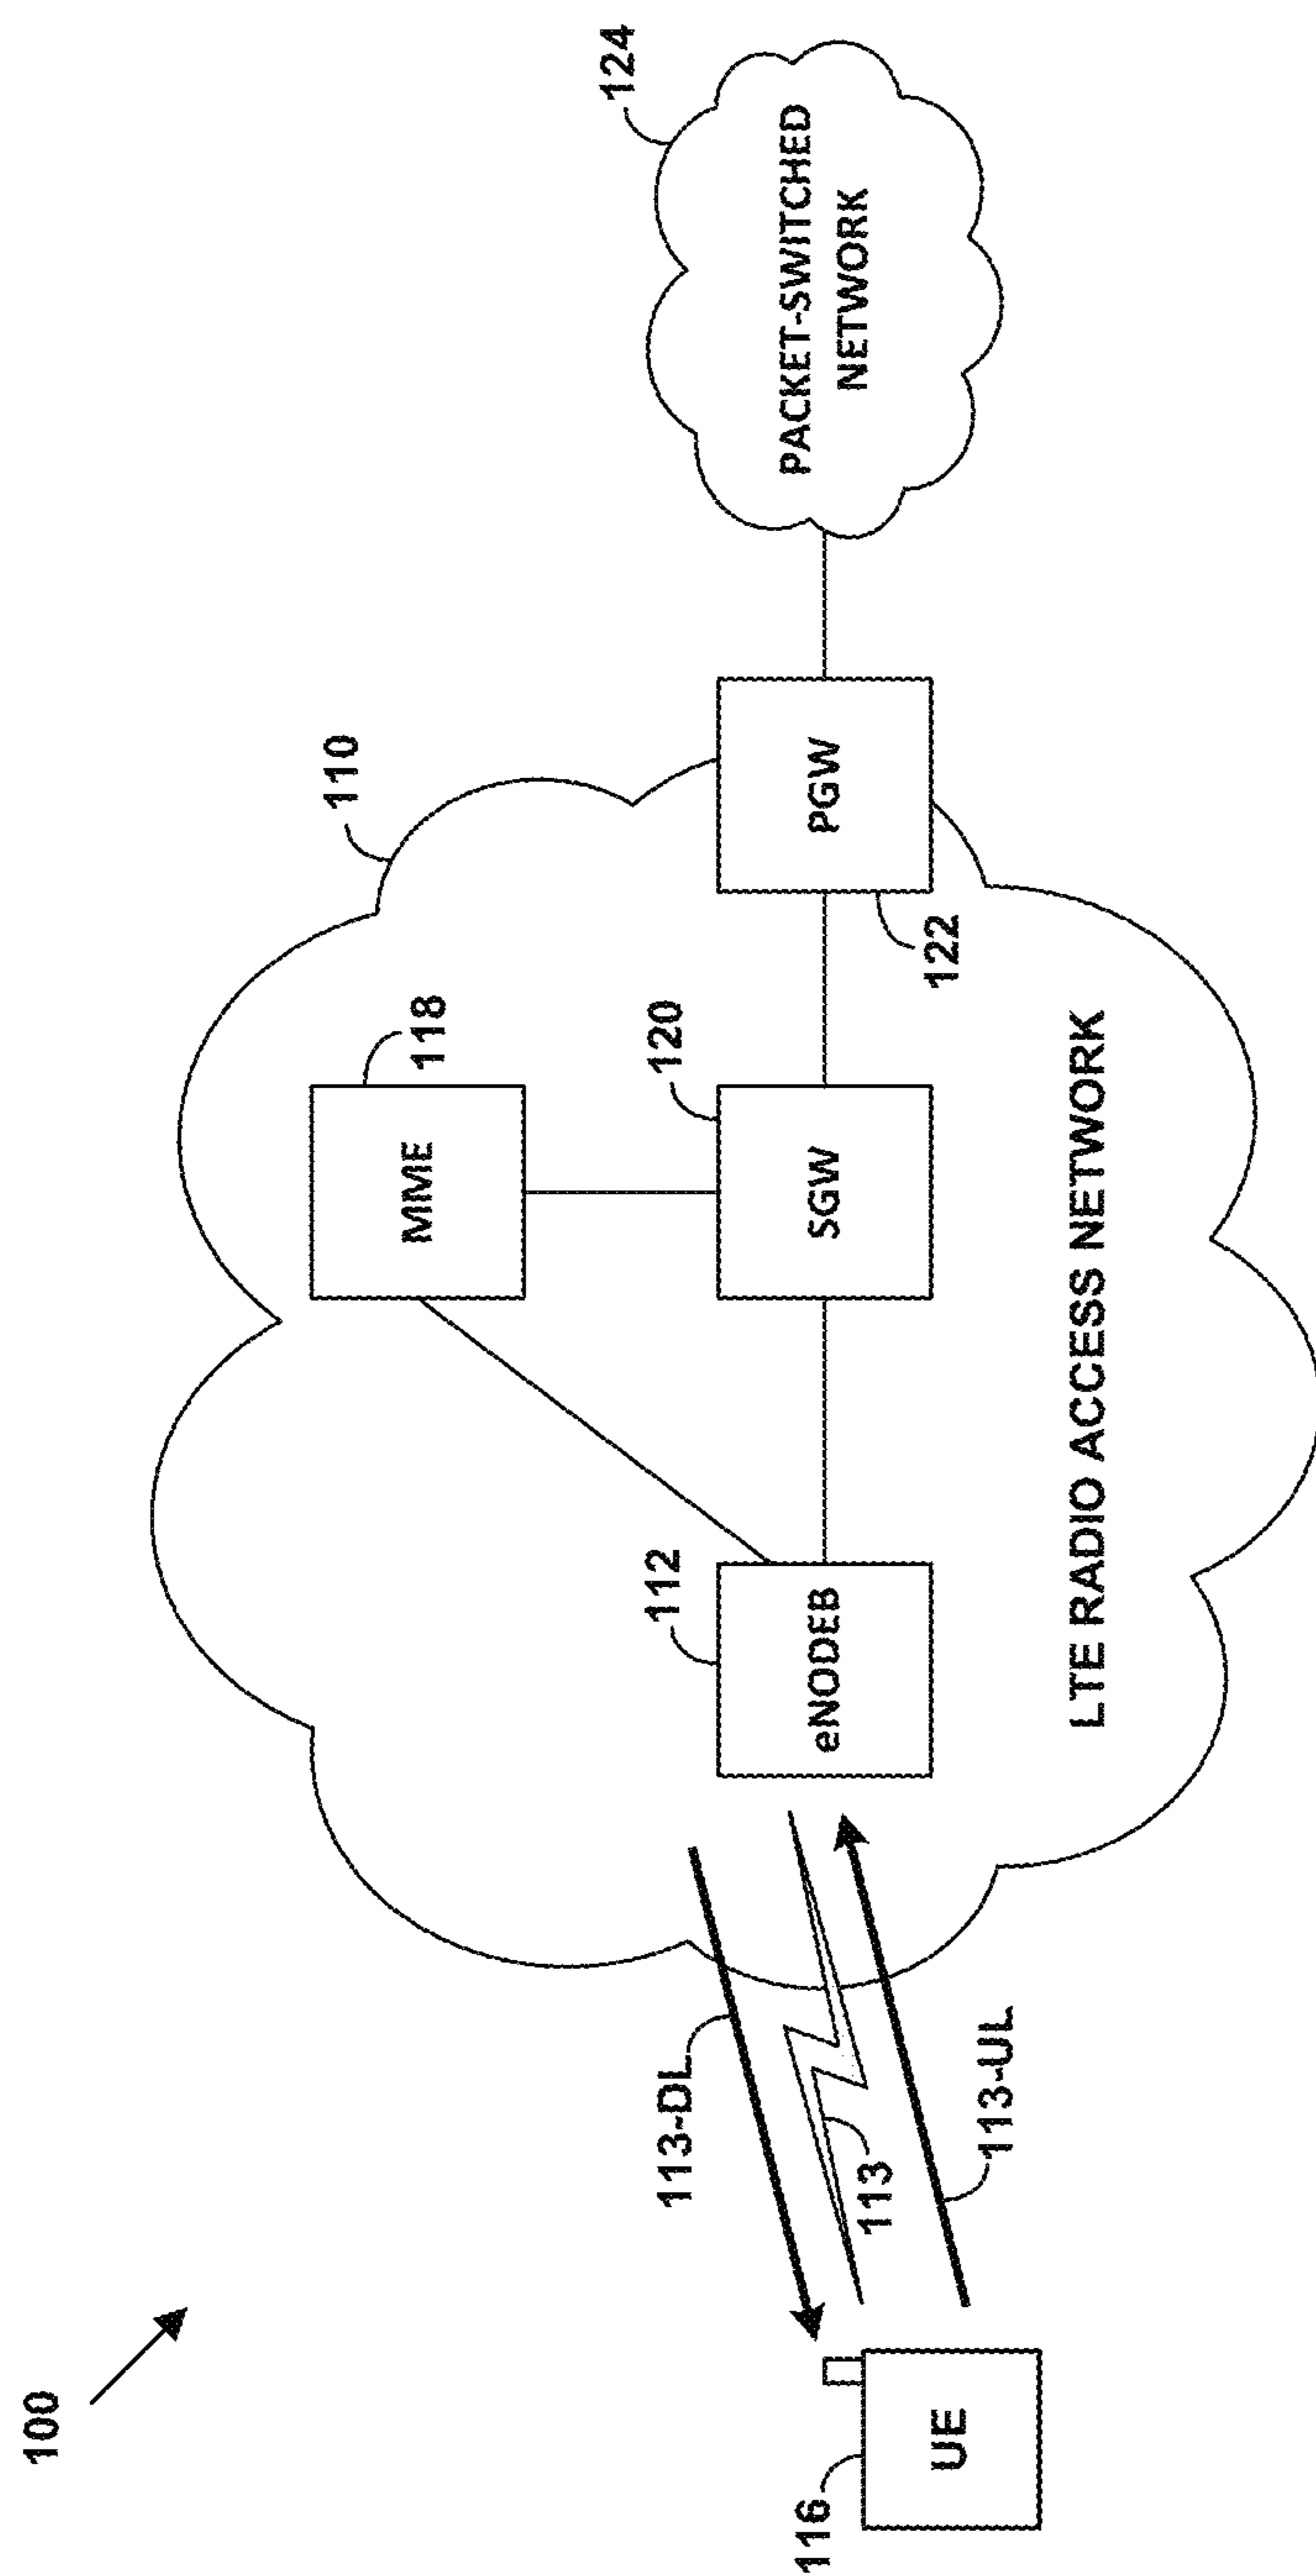 100
110
124
MME
118
PACKET-SWITCHED
NETWORK
113-DL
112
120
116
UE
113
eNODEB
SGW
PGW
122
113-UL
LTE RADIO ACCESS NETWORK